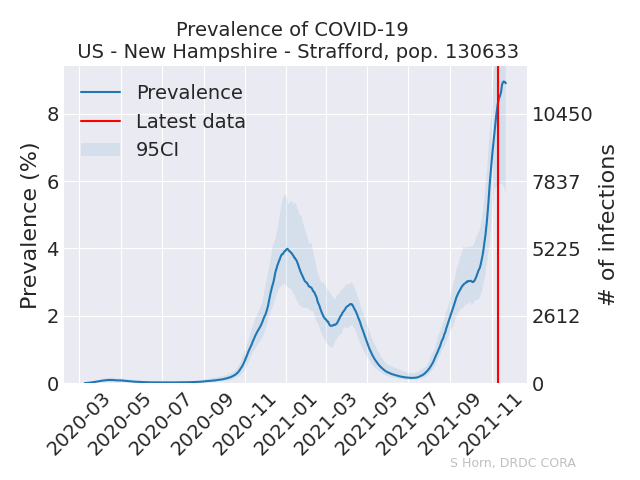 Prevalence of COVID-19
US - New Hampshire - Strafford, pop. 130633
Prevalence
Latest data
95CI
Prevalence (%)
8
6
4
2
0
10450
7837
5225
2612
0
# of infections
2020-03
2020-05
2020-07
2020-09
2020-11
2021-01
2021-03
2021-05
2021-07
2021-09
2021-11
S Horn, DRDC CORA